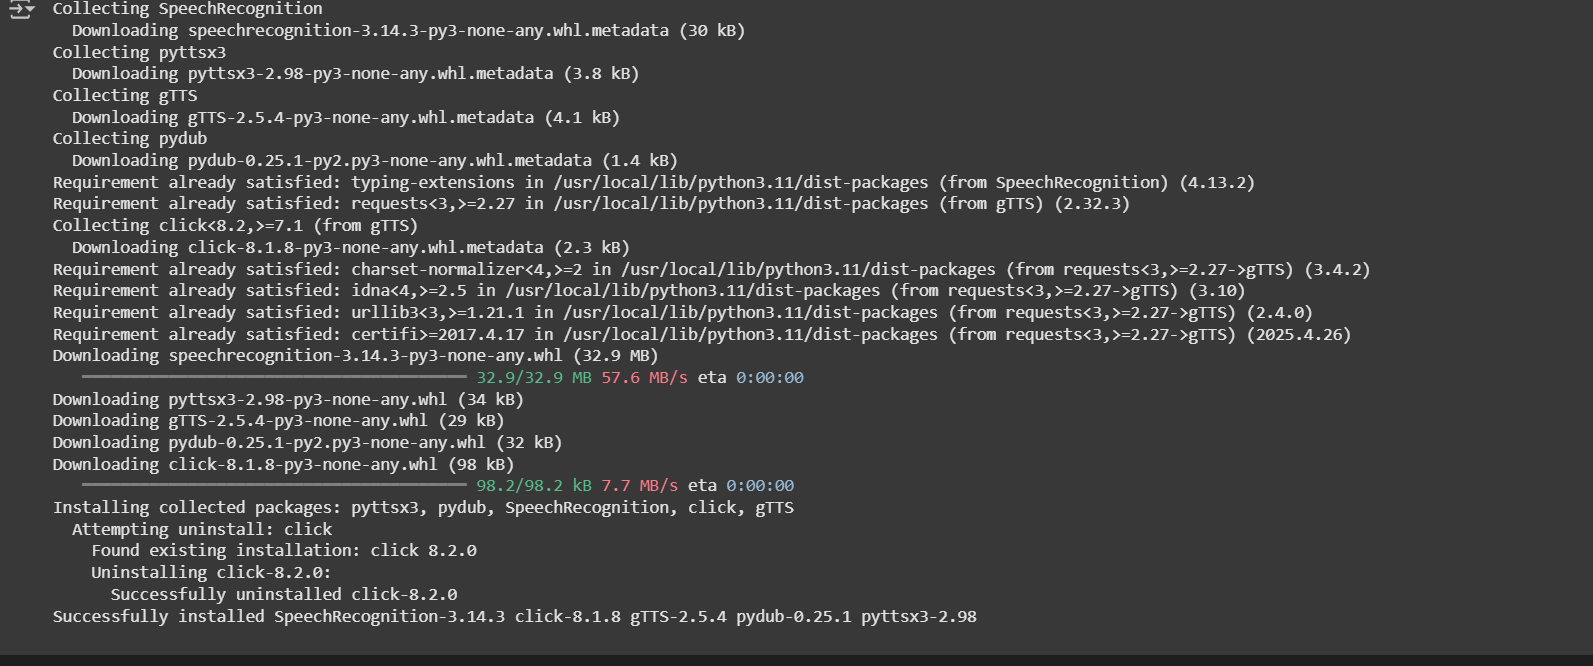 Collecting SpeechRecognition
Downloading speechrecognition-3.14.3-py3-none-any.whl.metadata (30 kB)
Collecting pyttsx3
Downloading pyttsx3-2.98-py3-none-any.whl.metadata (3.8 kB)
Collecting gTTS
Downloading gTTS-2.5.4-py3-none-any.whl.metadata (4.1 kB)
Collecting pydub
Downloading pydub-0.25.1-py2.py3-none-any.whl.metadata (1.4 kB)
Requirement already satisfied: typing-extensions in /usr/local/lib/python3.11/dist-packages (from SpeechRecognition) (4.13.2)
Requirement already satisfied: requests<3,>=2.27 in /usr/local/lib/python3.11/dist-packages (from gTTS) (2.32.3)
Collecting click<8.2,>=7.1 (from gTTS)
Downloading click-8.1.8-py3-none-any.whl.metadata (2.3 kB)
Requirement already satisfied: charset-normalizer<4,>=2 in /usr/local/lib/python3.11/dist-packages (from requests<3,>=2.27->gTTS) (3.4.2)
Requirement already satisfied: idna<4,>=2.5 in /usr/local/lib/python3.11/dist-packages (from requests<3,>=2.27->gTTS) (3.10)
Requirement already satisfied: urllib3<3,>=1.21.1 in /usr/local/lib/python3.11/dist-packages (from requests<3,>=2.27->gTTS) (2.4.0)
Requirement already satisfied: certifi>=2017.4.17 in /usr/local/lib/python3.11/dist-packages (from requests<3,>=2.27->gTTS) (2025.4.26)
Downloading speechrecognition-3.14.3-py3-none-any.whl (32.9 MB)
32.9/32.9 MB 57.6 MB/s eta 0:00:00
Downloading pyttsx3-2.98-py3-none-any.whl (34 kB)
Downloading gTTS-2.5.4-py3-none-any.whl (29 kB)
Downloading pydub-0.25.1-py2.py3-none-any.whl (32 kB)
Downloading click-8.1.8-py3-none-any.whl (98 kB)
98.2/98.2 kB 7.7 MB/s eta 0:00:00
Installing collected packages: pyttsx3, pydub, SpeechRecognition, click, gTTS
Attempting uninstall: click
Found existing installation: click 8.2.0
Uninstalling click-8.2.0:
Successfully uninstalled click-8.2.0
Successfully installed SpeechRecognition-3.14.3 click-8.1.8 gTTS-2.5.4 pydub-0.25.1 pyttsx3-2.98